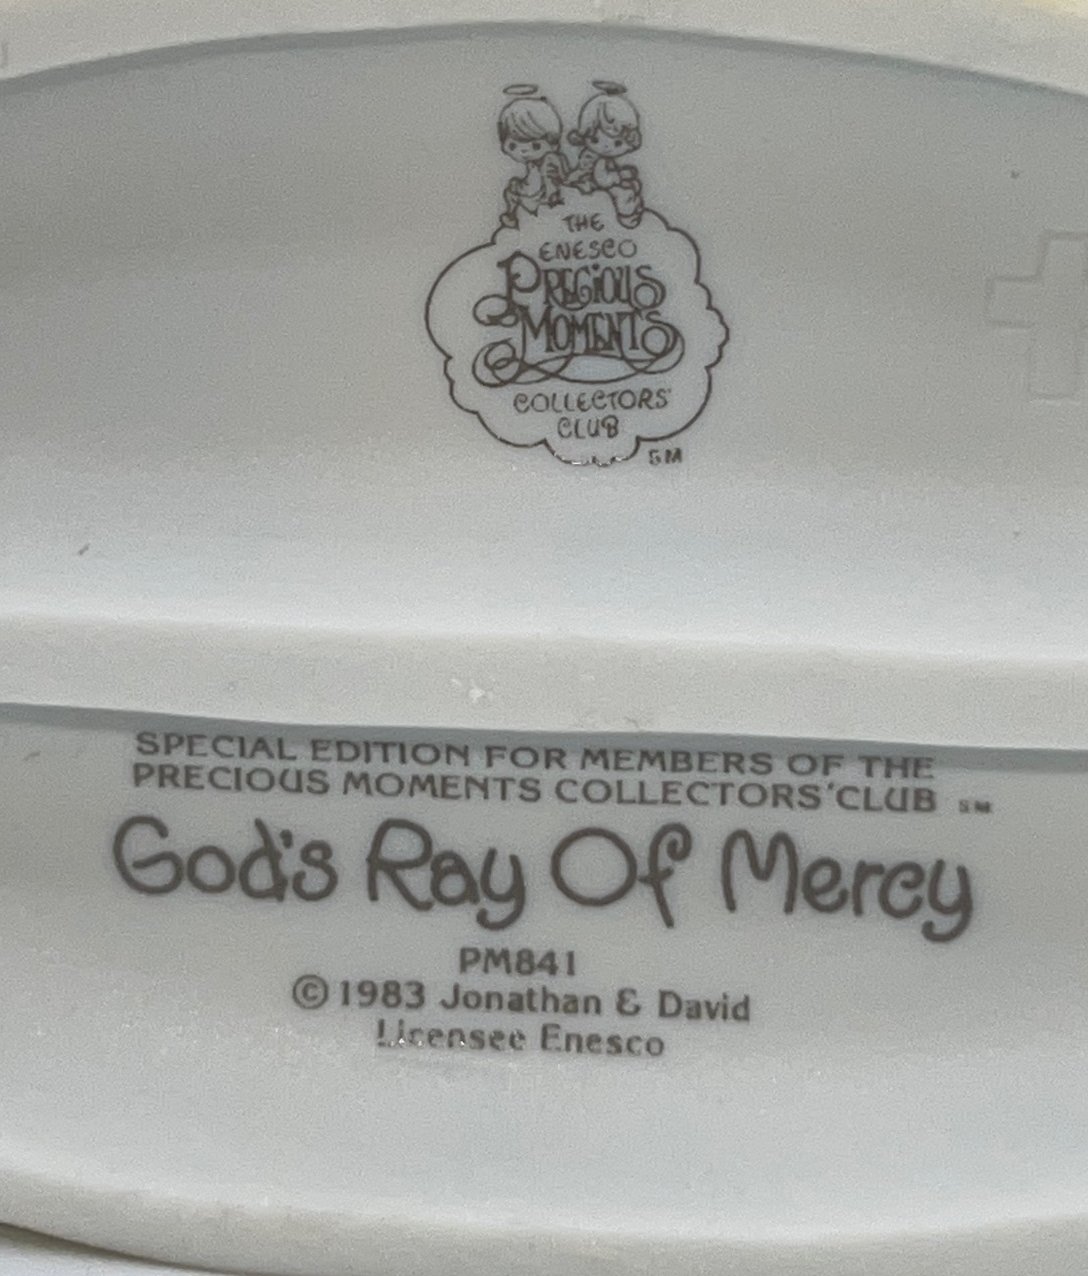 THE
ENESCO
PRECIOUS
MOMENTS
COLLECTORS'
CLUB
SM
SPECIAL EDITION FOR MEMBERS OF THE
PRECIOUS MOMENTS COLLECTORS' CLUB SM
God's Ray Of Mercy
PM841
© 1983 Jonathan & David
Licensee Enesco